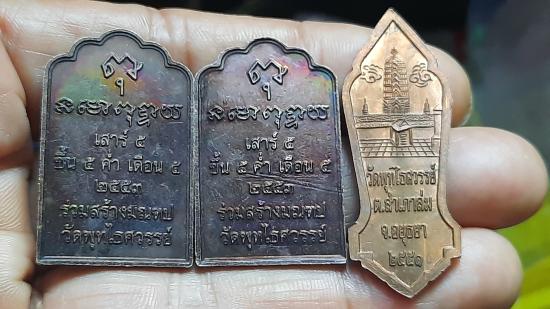 เสาร์ ๕
ขึ้น ๕ ค่ำ เดือน ๕
๒๕๕๓
ร่วมสร้างมณฑป
วัดพุทไธศวรรย์
เสาร์ ๕
ขึ้น ๕ ค่ำ เดือน ๕
๒๕๕๓
ร่วมสร้างมณฑป
วัดพุทไธศวรรย์
วัดพุทไธศวรรย์
ต.สำเภาล่ม
จ.อยุธยา
๒๕๕๑